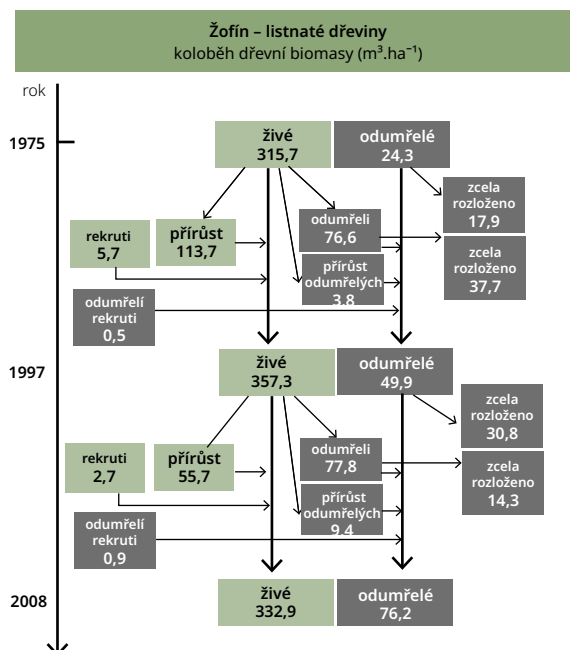 Žofín – listnaté dřeviny
koloběh dřevní biomasy (m³.ha⁻¹)
rok
1975
živé
315,7
odumřelé
24,3
zcela
rozloženo
17,9
rekruti
5,7
přírůst
113,7
odumřeli
76,6
zcela
rozloženo
37,7
přírůst
odumřelých
3,8
odumřelí
rekruti
0,5
1997
živé
357,3
odumřelé
49,9
zcela
rozloženo
30,8
rekruti
2,7
přírůst
55,7
odumřeli
77,8
zcela
rozloženo
14,3
přírůst
odumřelých
9,4
odumřelí
rekruti
0,9
2008
živé
332,9
odumřelé
76,2